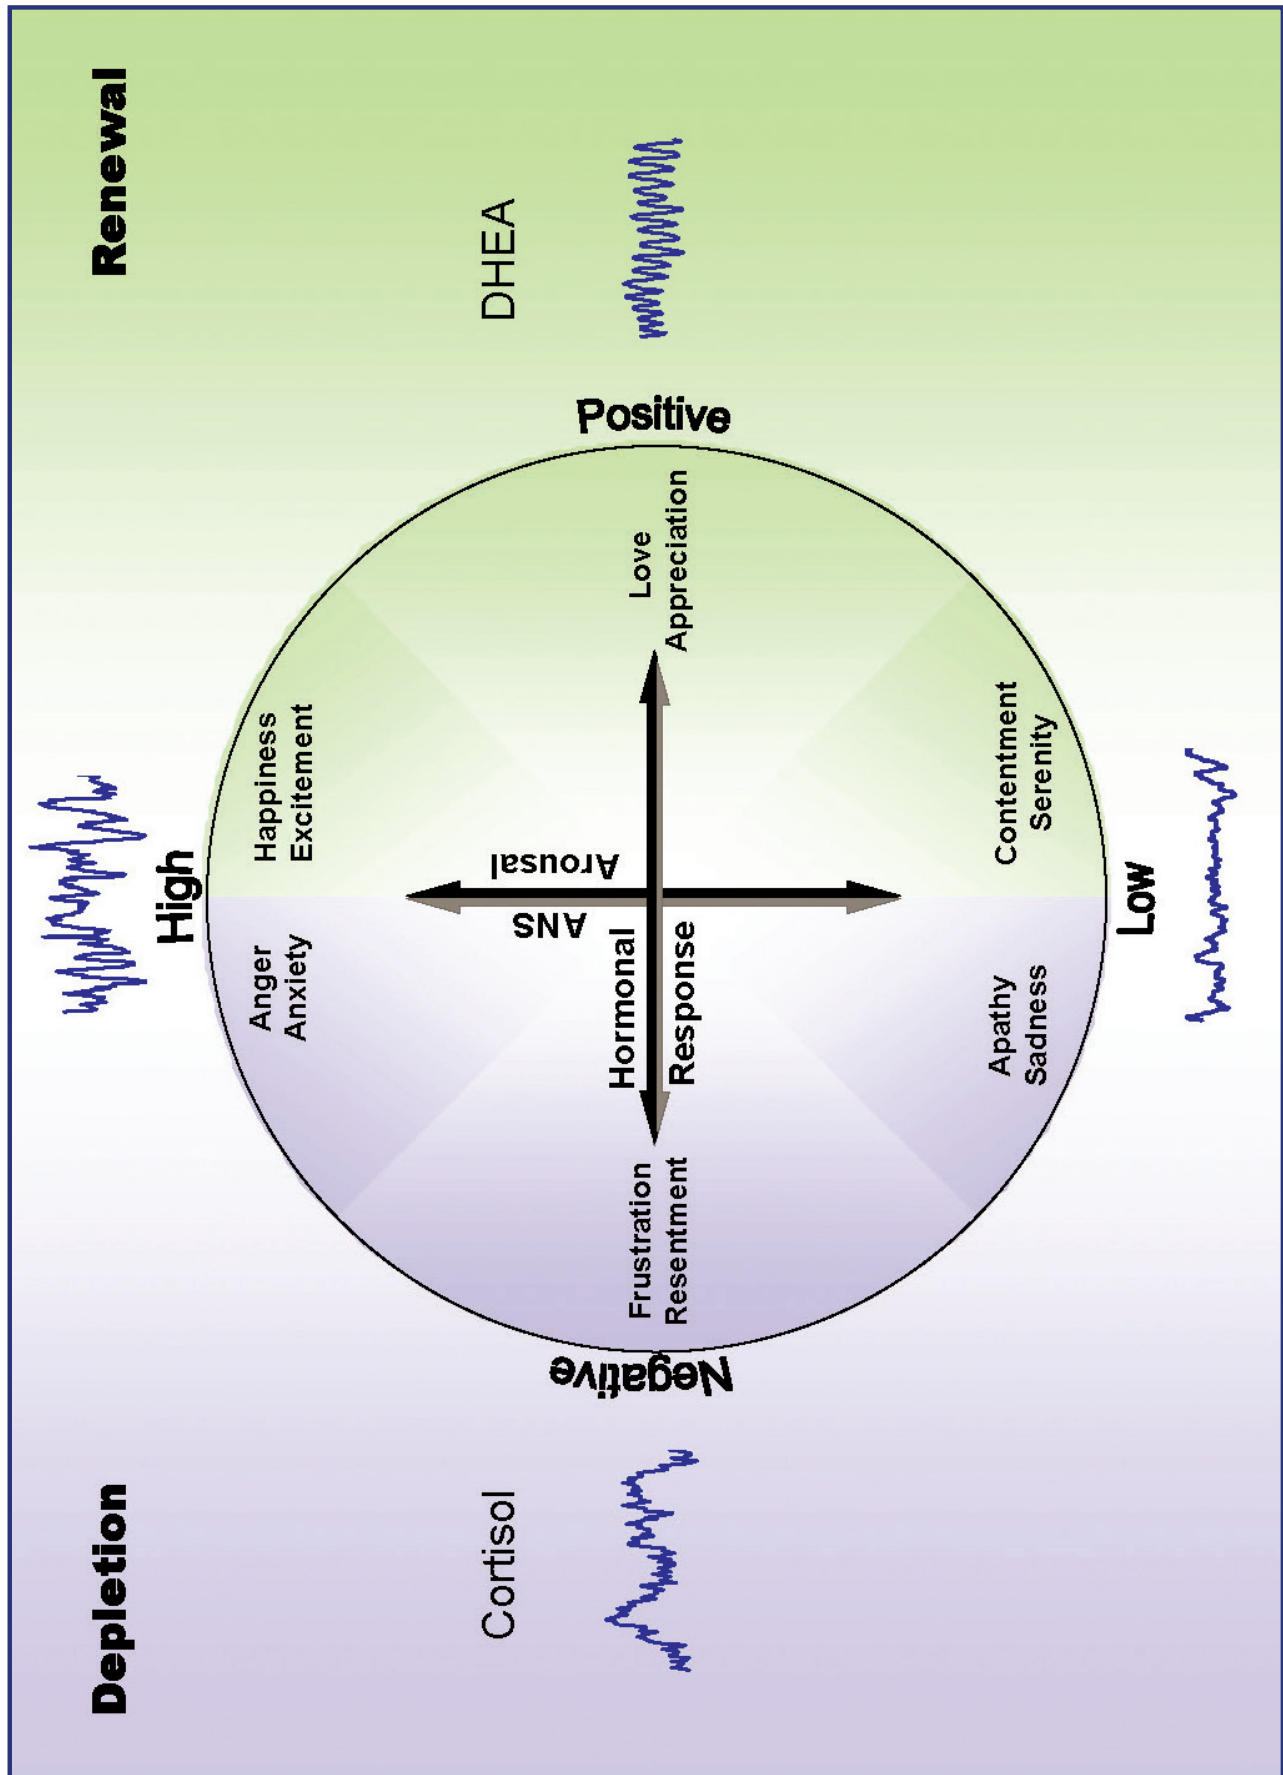 Depletion
Renewal
High
Cortisol
DHEA
Anger
Anxiety
Happiness
Excitement
ANS
Arousal
Negative
Frustration
Resentment
Hormonal
Response
Love
Appreciation
Positive
Apathy
Sadness
Contentment
Serenity
Low